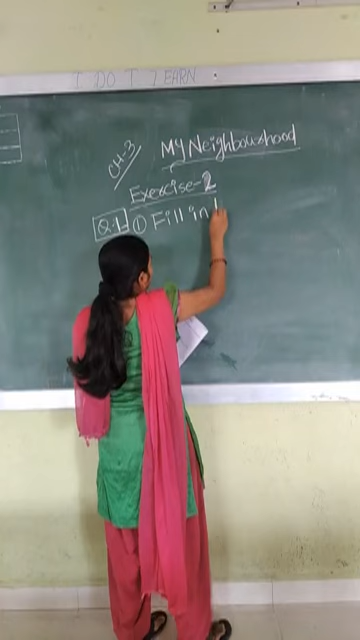 I DO T LEARN
CH-3
My Neighbourhood
Exercise-2
Q.1- ① Fill in